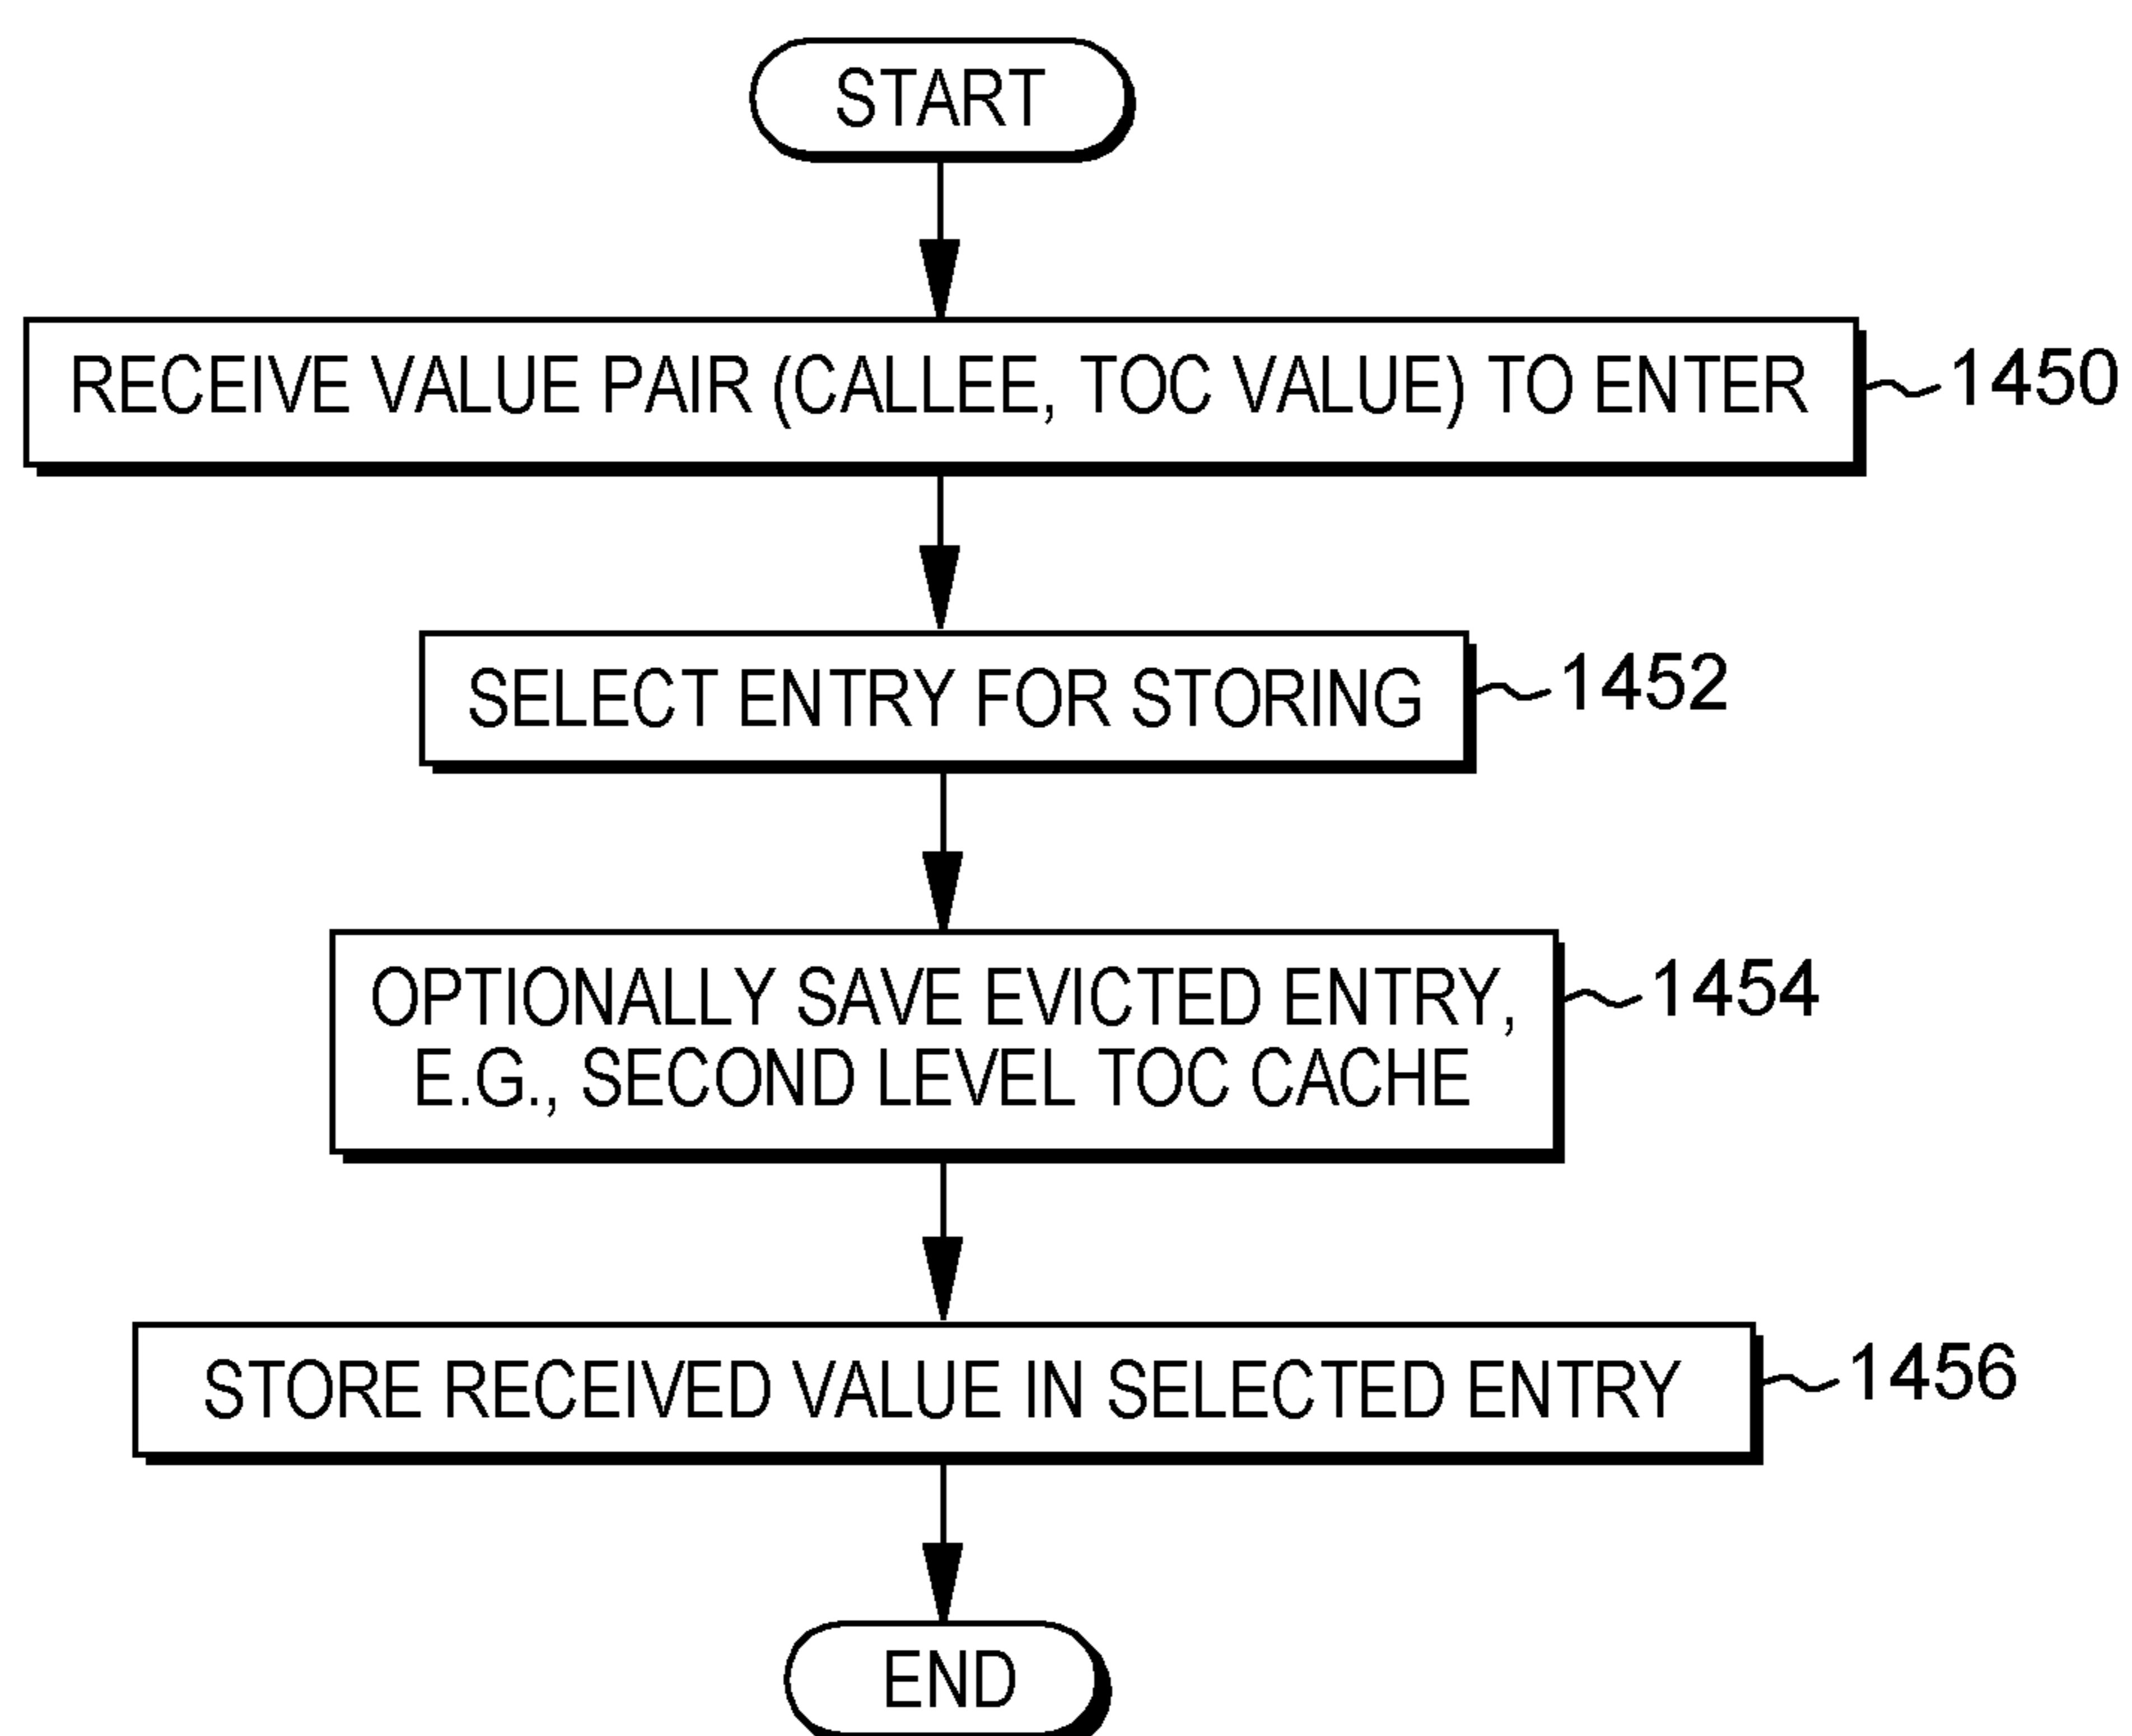 START
RECEIVE VALUE PAIR (CALLEE, TOC VALUE) TO ENTER
1450
SELECT ENTRY FOR STORING
1452
OPTIONALLY SAVE EVICTED ENTRY,
E.G., SECOND LEVEL TOC CACHE
1454
STORE RECEIVED VALUE IN SELECTED ENTRY
1456
END